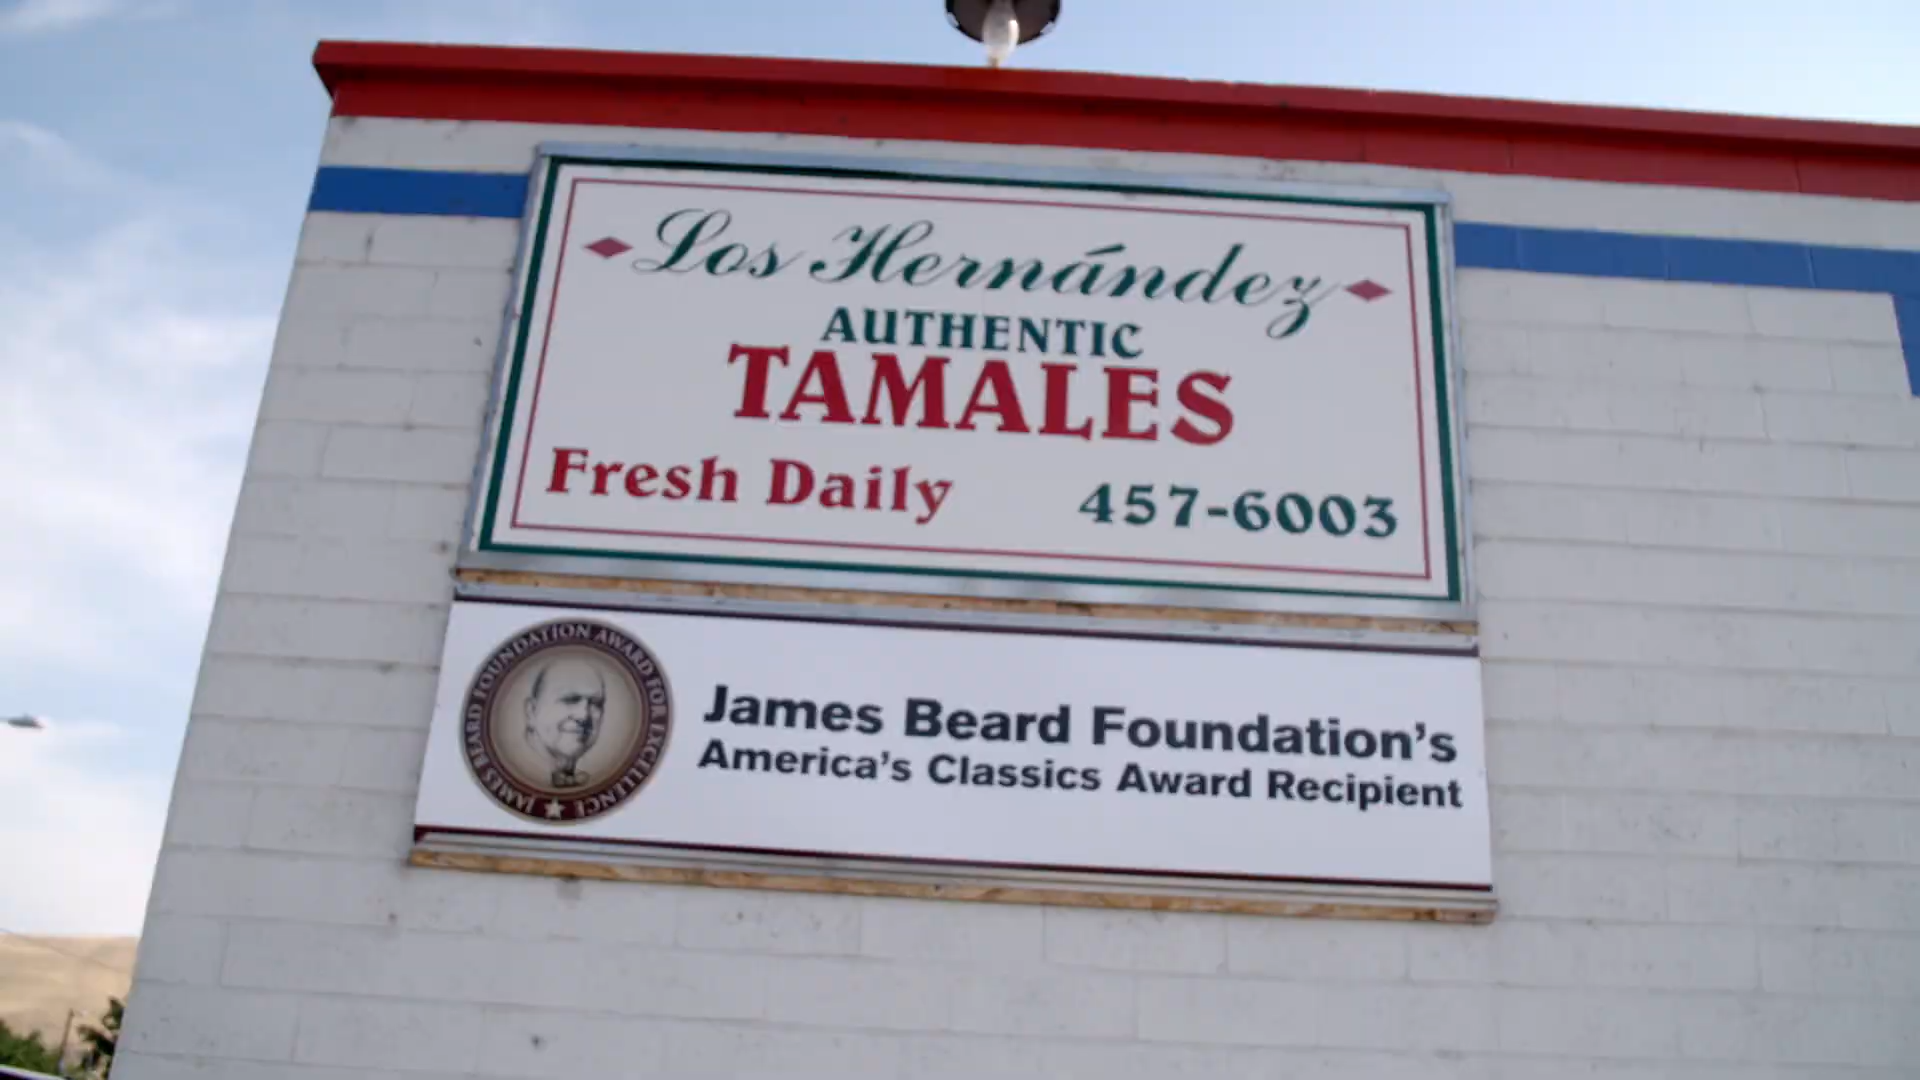 Los Hernández
AUTHENTIC
TAMALES
Fresh Daily 457-6003
JAMES BEARD FOUNDATION AWARD FOR EXCELLENCE
James Beard Foundation's
America's Classics Award Recipient